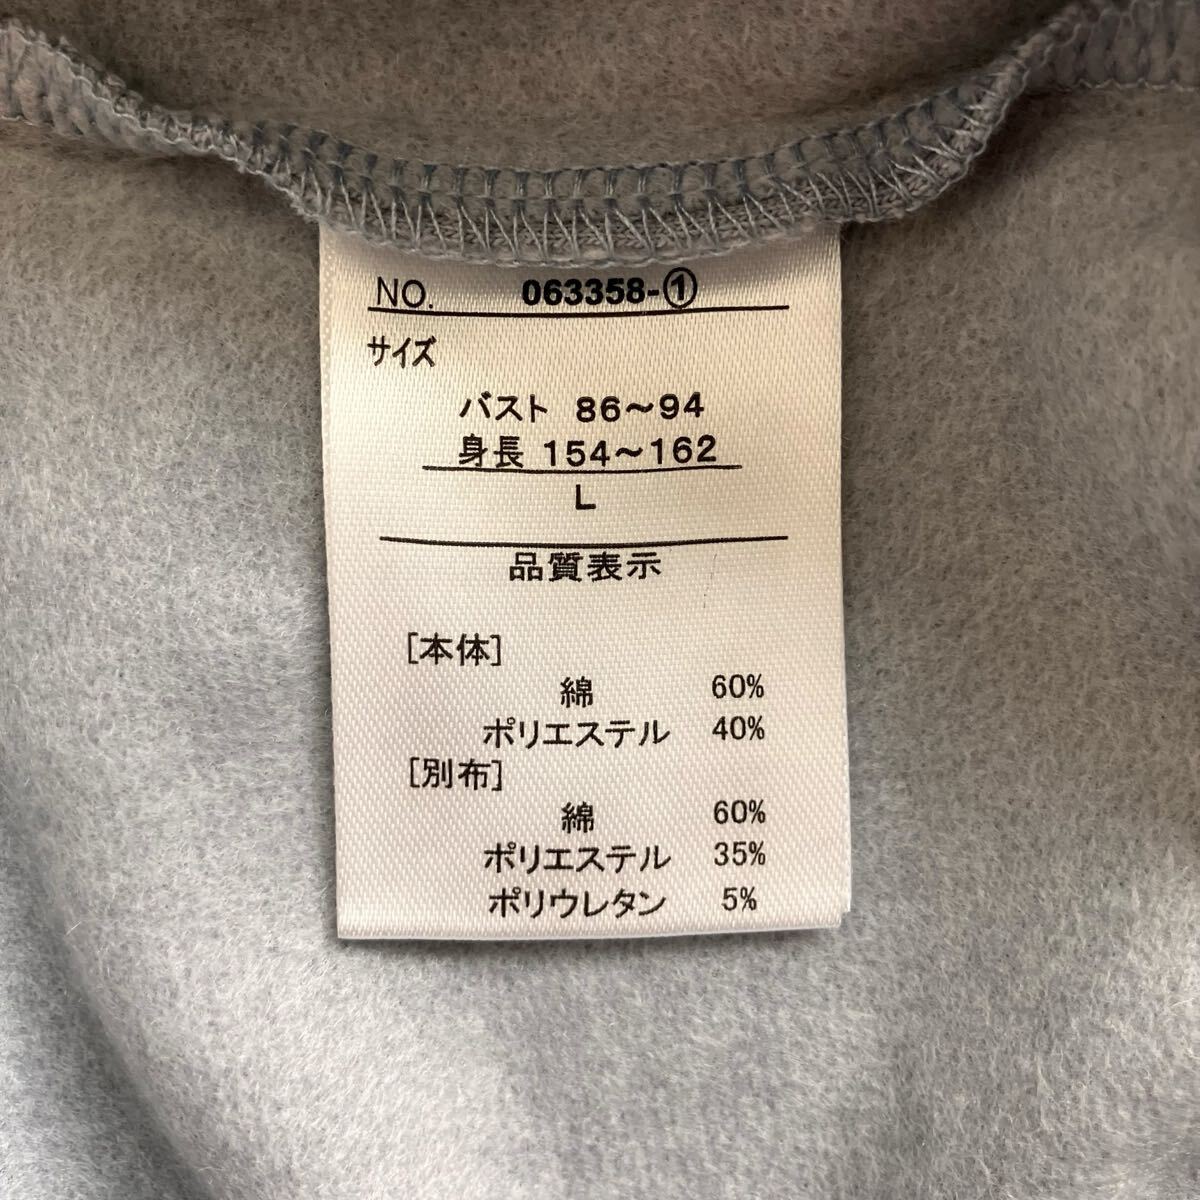 NO. 063358-①
サイズ
バスト 86～94
身長 154～162
L
品質表示
[本体]
綿 60%
ポリエステル 40%
[別布]
綿 60%
ポリエステル 35%
ポリウレタン 5%